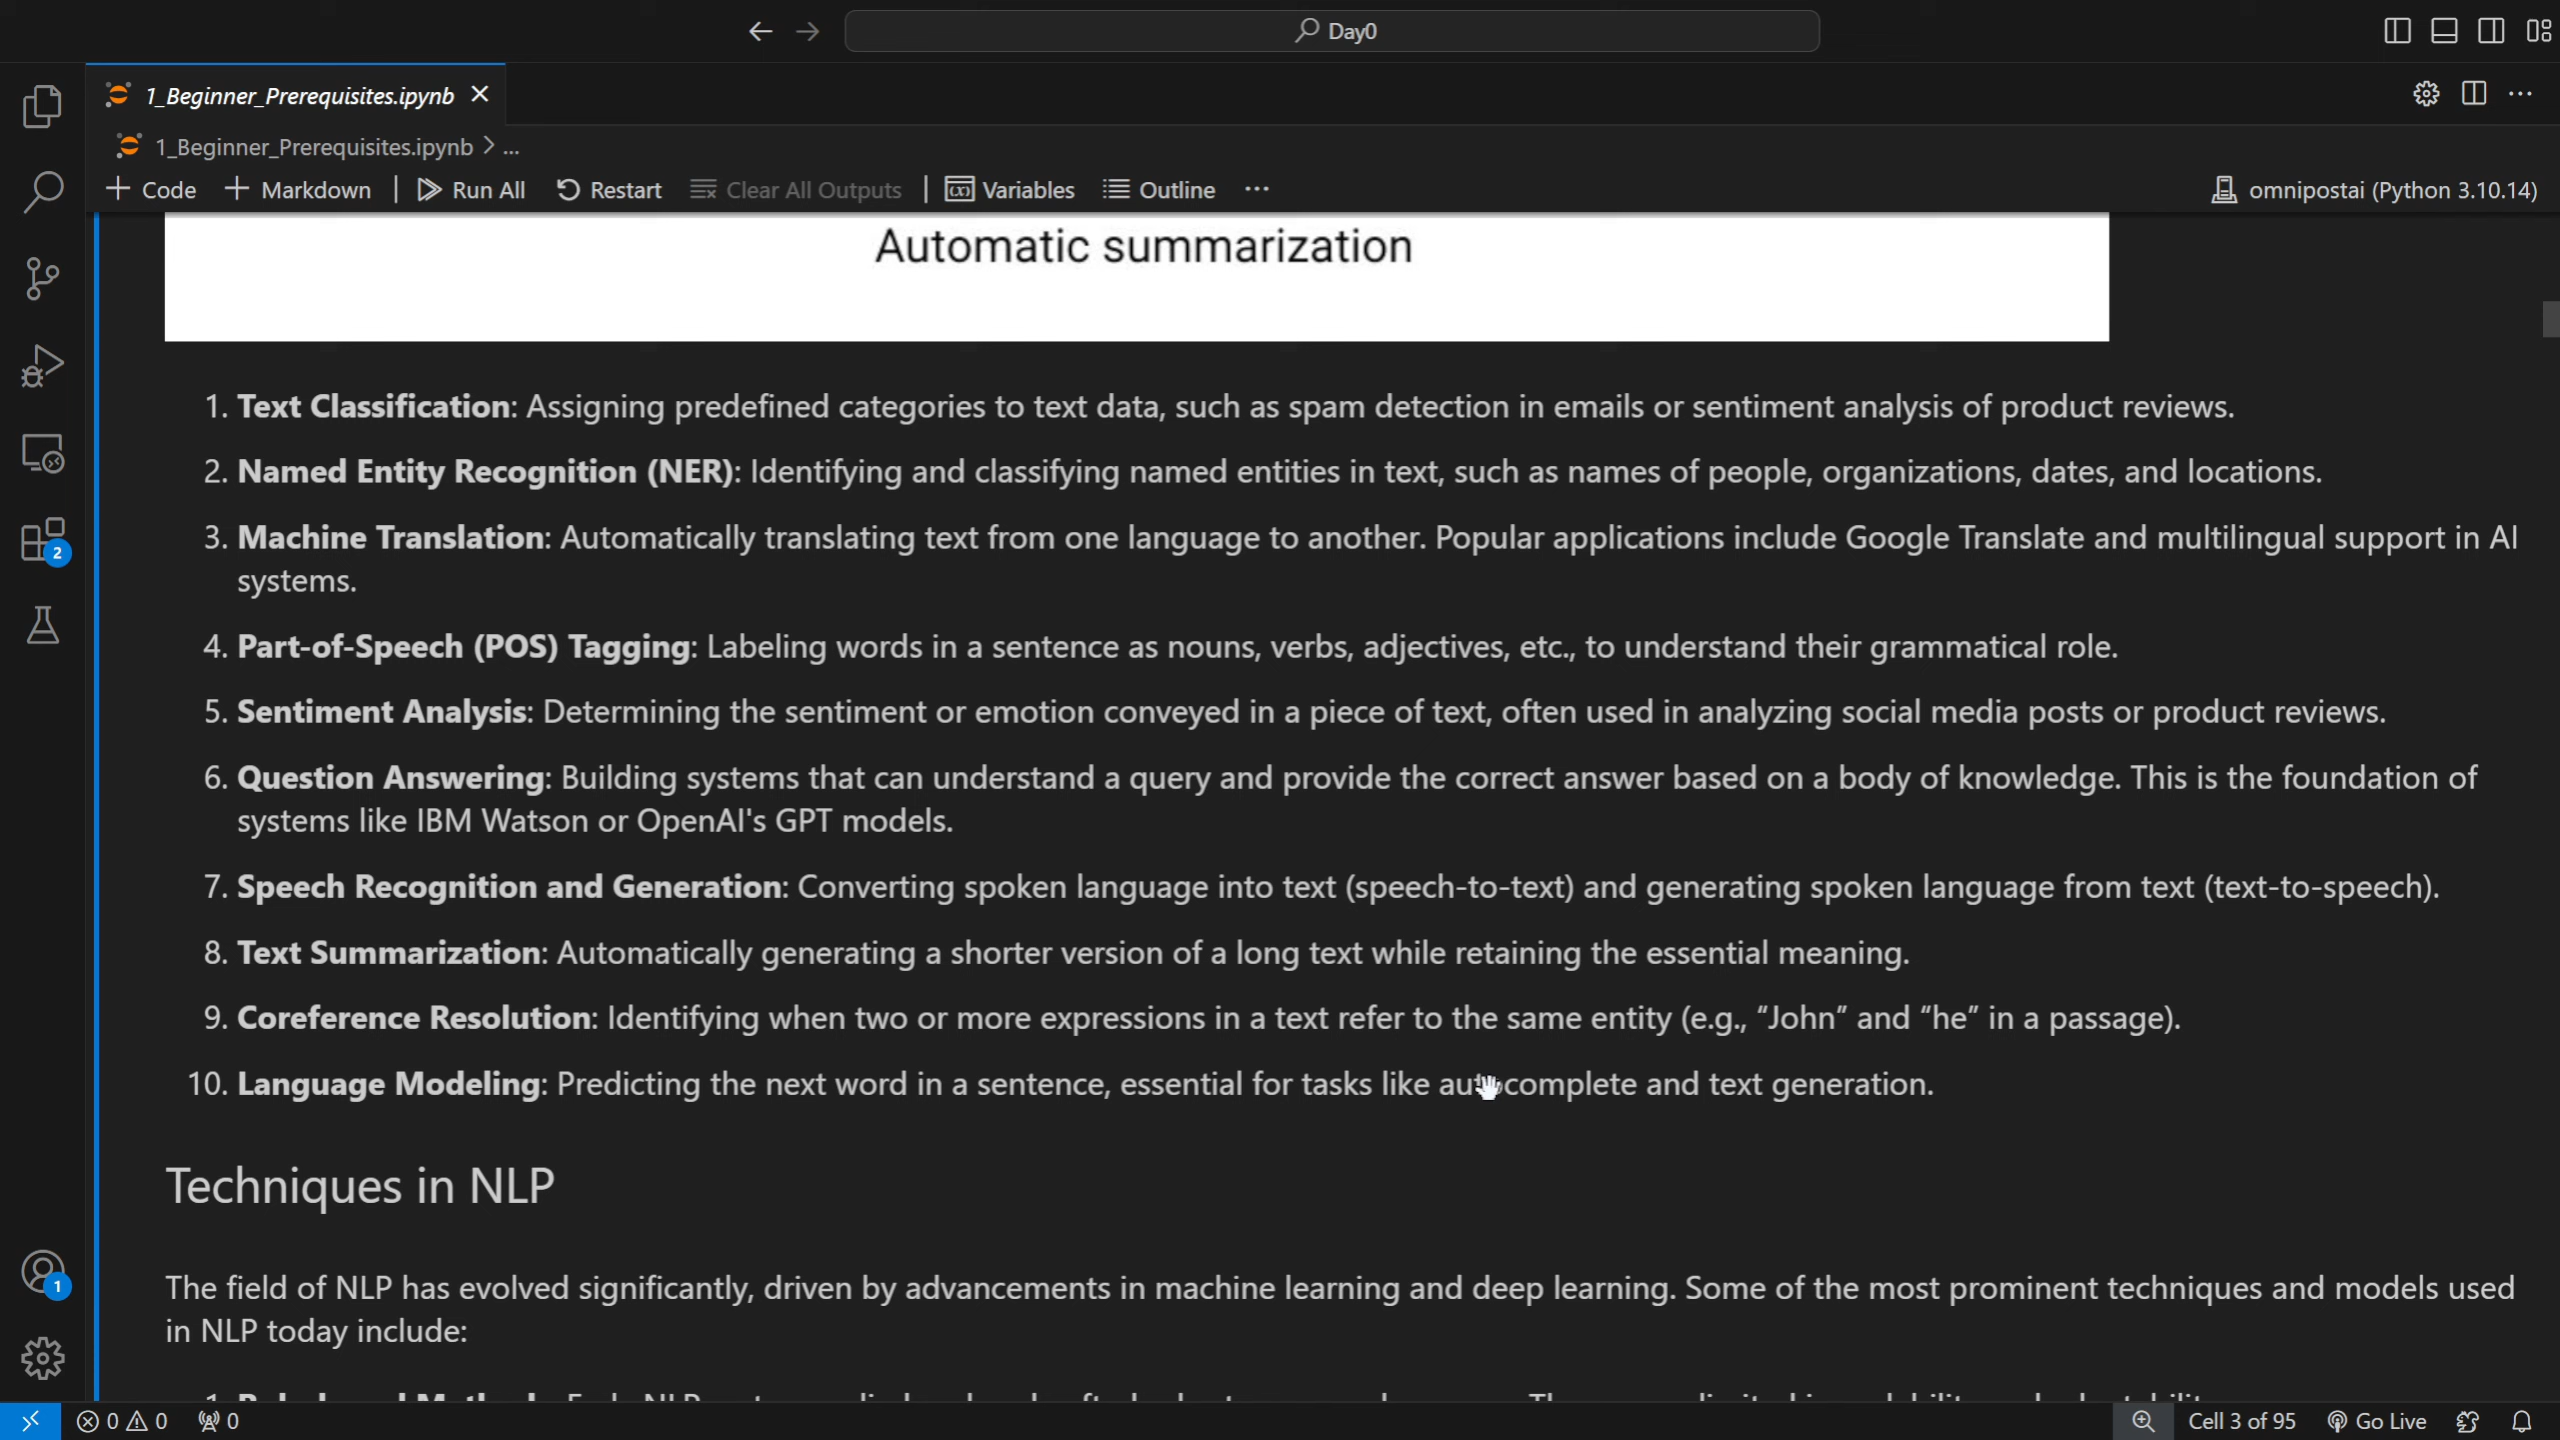 Day0
1_Beginner_Prerequisites.ipynb
1_Beginner_Prerequisites.ipynb > ...
Code Markdown | Run All Restart Clear All Outputs | Variables Outline ... omnipostai (Python 3.10.14)
Automatic summarization
1. Text Classification: Assigning predefined categories to text data, such as spam detection in emails or sentiment analysis of product reviews.
2. Named Entity Recognition (NER): Identifying and classifying named entities in text, such as names of people, organizations, dates, and locations.
3. Machine Translation: Automatically translating text from one language to another. Popular applications include Google Translate and multilingual support in AI
systems.
4. Part-of-Speech (POS) Tagging: Labeling words in a sentence as nouns, verbs, adjectives, etc., to understand their grammatical role.
5. Sentiment Analysis: Determining the sentiment or emotion conveyed in a piece of text, often used in analyzing social media posts or product reviews.
6. Question Answering: Building systems that can understand a query and provide the correct answer based on a body of knowledge. This is the foundation of
systems like IBM Watson or OpenAI's GPT models.
7. Speech Recognition and Generation: Converting spoken language into text (speech-to-text) and generating spoken language from text (text-to-speech).
8. Text Summarization: Automatically generating a shorter version of a long text while retaining the essential meaning.
9. Coreference Resolution: Identifying when two or more expressions in a text refer to the same entity (e.g., “John” and “he” in a passage).
10. Language Modeling: Predicting the next word in a sentence, essential for tasks like autocomplete and text generation.
Techniques in NLP
The field of NLP has evolved significantly, driven by advancements in machine learning and deep learning. Some of the most prominent techniques and models used
in NLP today include:
2
1
0 0 0 Cell 3 of 95 Go Live